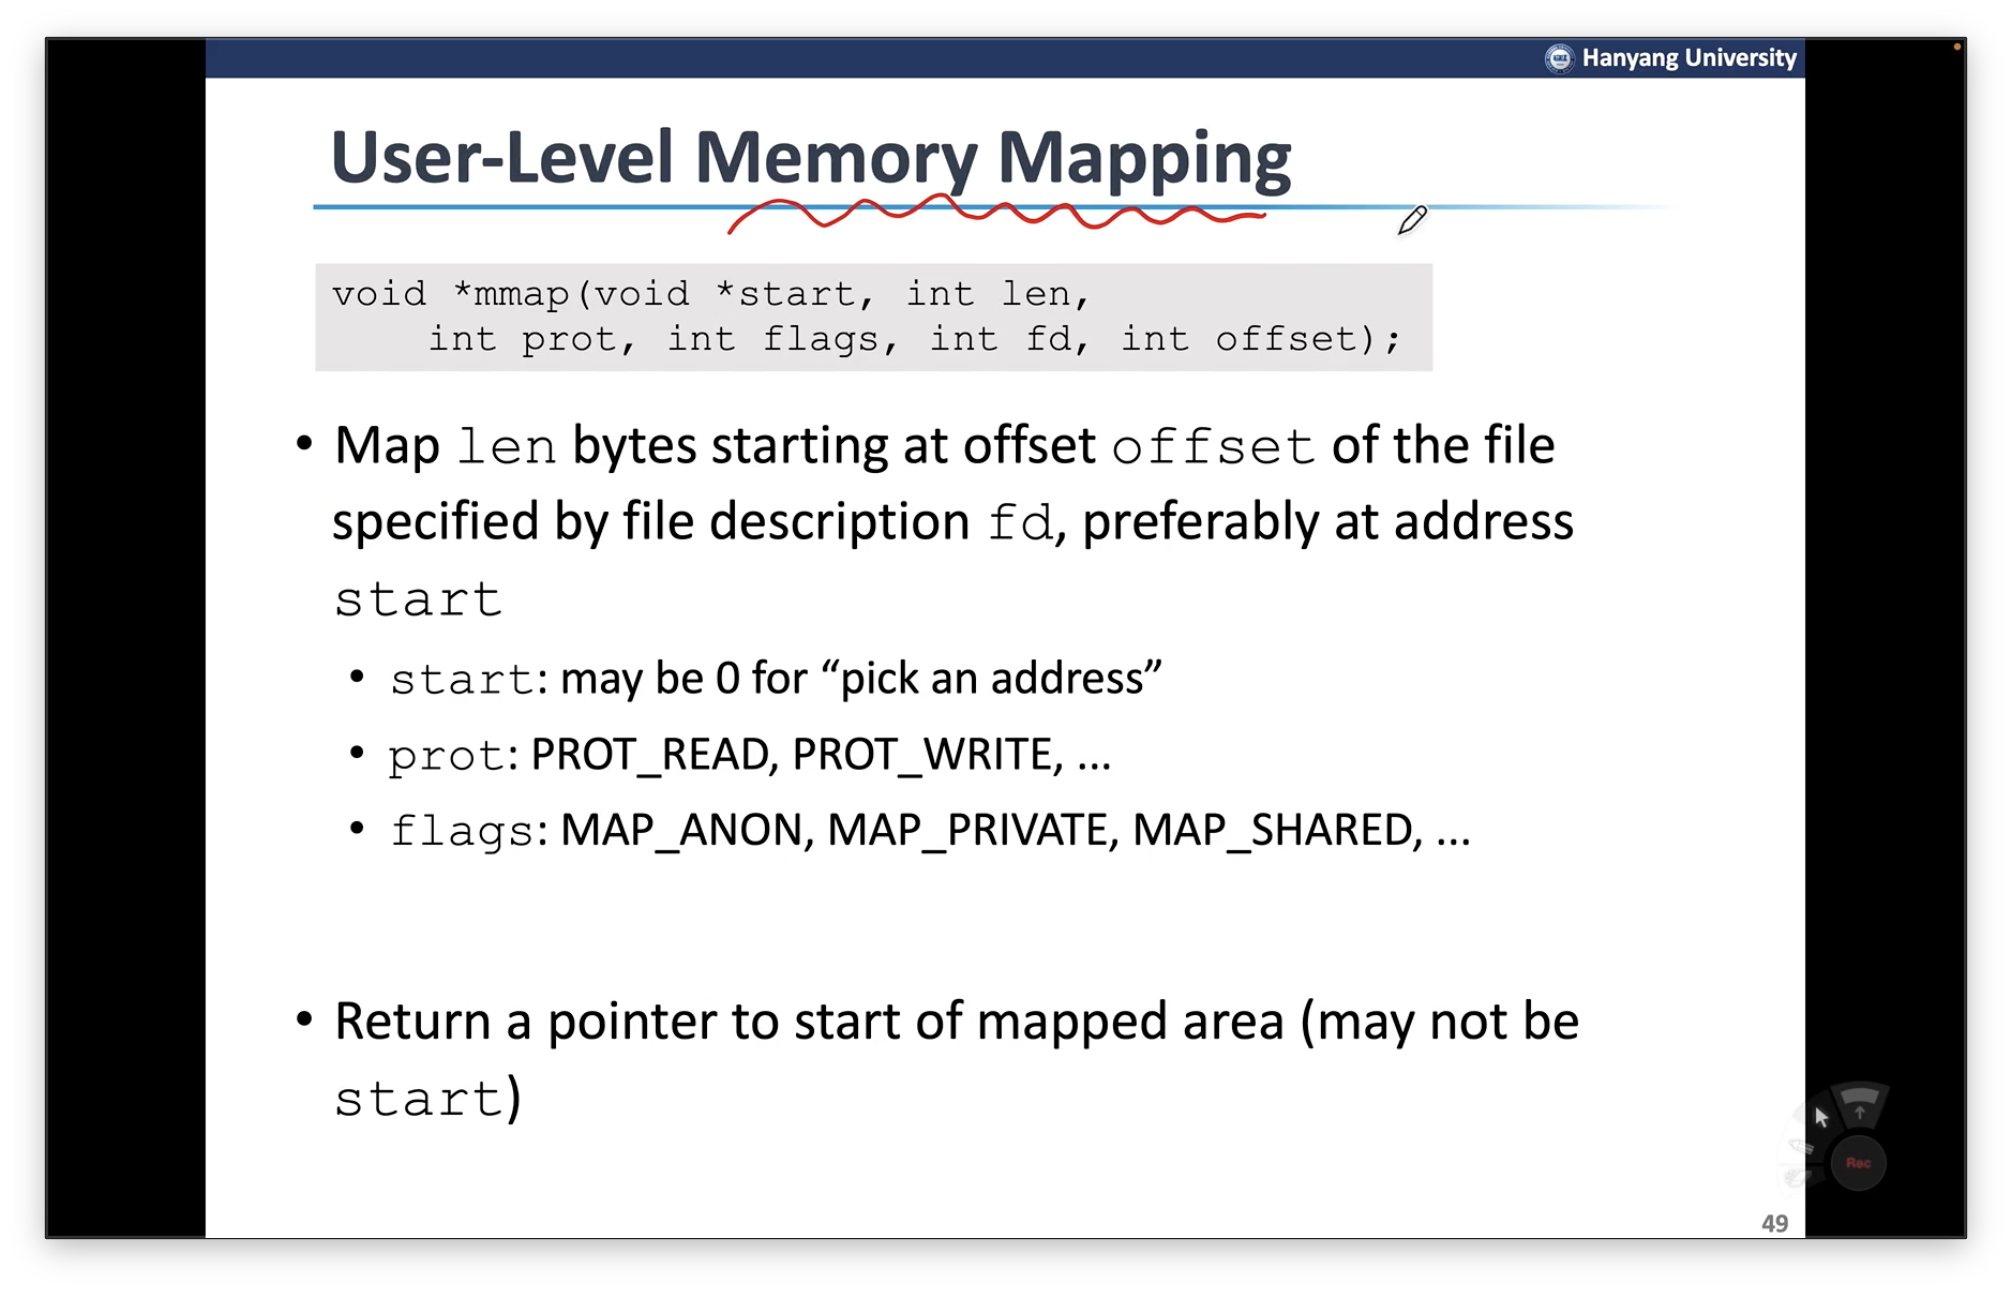 Hanyang University
User-Level Memory Mapping
void *mmap(void *start, int len,
int prot, int flags, int fd, int offset);
• Map len bytes starting at offset offset of the file
specified by file description fd, preferably at address
start
• start: may be 0 for “pick an address”
• prot: PROT_READ, PROT_WRITE, ...
• flags: MAP_ANON, MAP_PRIVATE, MAP_SHARED, ...
• Return a pointer to start of mapped area (may not be
start)
Rec
49